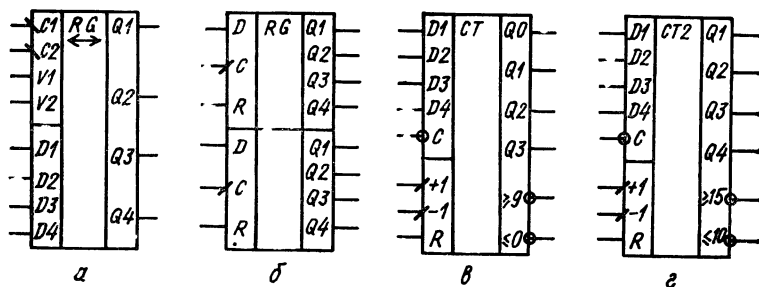 C1 RG Q1
C2
V1
V2 Q2
D1 Q3
D2
D3 Q4
D4
а
D RG Q1
Q2
C Q3
R Q4
D Q1
Q2
C Q3
R Q4
б
D1 CT Q0
D2 Q1
D3
D4 Q2
C Q3
+1
-1 ≥9
R ≤0
в
D1 CT2 Q1
D2 Q2
D3
D4 Q3
C Q4
+1
-1 ≥15
R ≤10
г